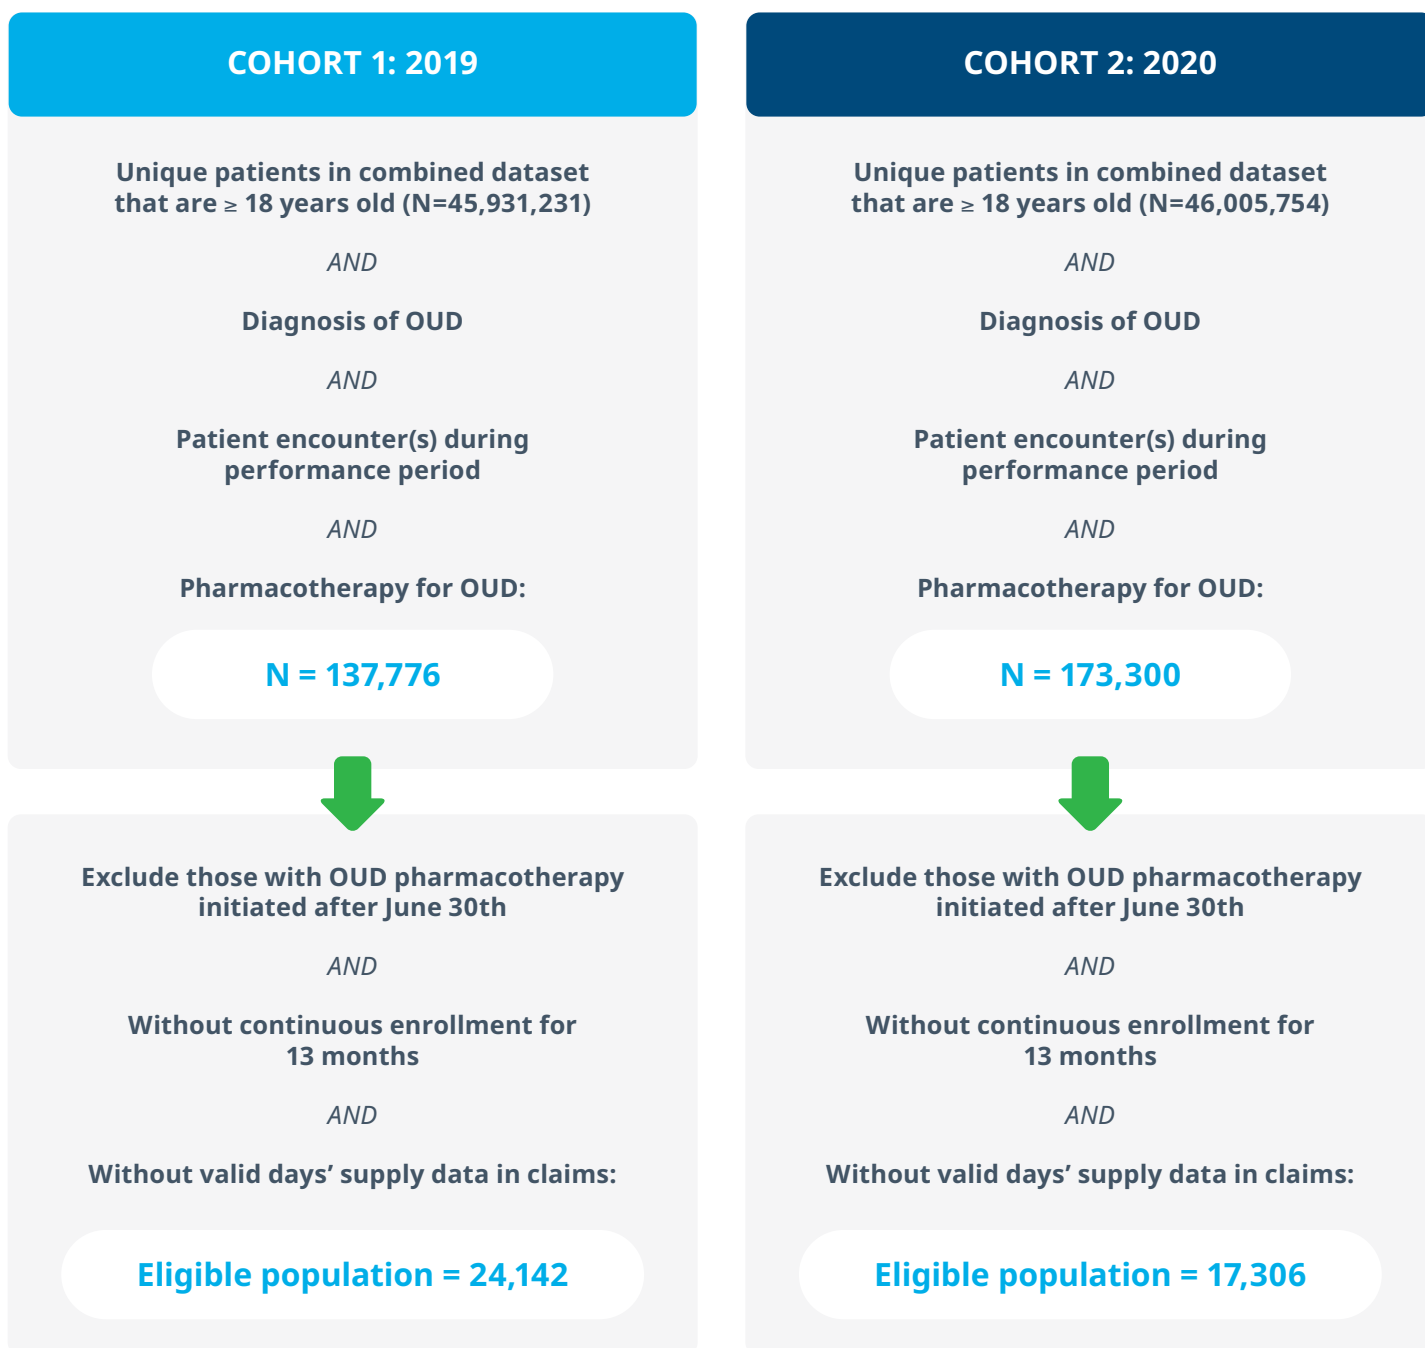 COHORT 1: 2019
Unique patients in combined dataset
that are ≥ 18 years old (N=45,931,231)
AND
Diagnosis of OUD
AND
Patient encounter(s) during
performance period
AND
Pharmacotherapy for OUD:
N = 137,776
Exclude those with OUD pharmacotherapy
initiated after June 30th
AND
Without continuous enrollment for
13 months
AND
Without valid days’ supply data in claims:
Eligible population = 24,142
COHORT 2: 2020
Unique patients in combined dataset
that are ≥ 18 years old (N=46,005,754)
AND
Diagnosis of OUD
AND
Patient encounter(s) during
performance period
AND
Pharmacotherapy for OUD:
N = 173,300
Exclude those with OUD pharmacotherapy
initiated after June 30th
AND
Without continuous enrollment for
13 months
AND
Without valid days’ supply data in claims:
Eligible population = 17,306